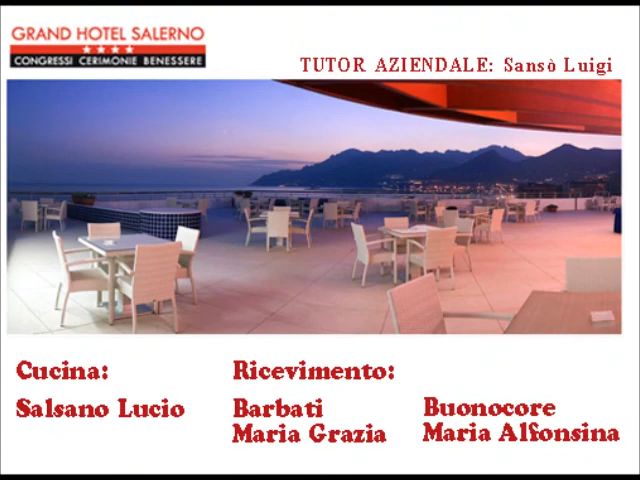 GRAND HOTEL SALERNO
★★★★
CONGRESSI CERIMONIE BENESSERE
TUTOR AZIENDALE: Sansò Luigi
Cucina:
Salsano Lucio
Ricevimento:
Barbati
Maria Grazia
Buonocore
Maria Alfonsina